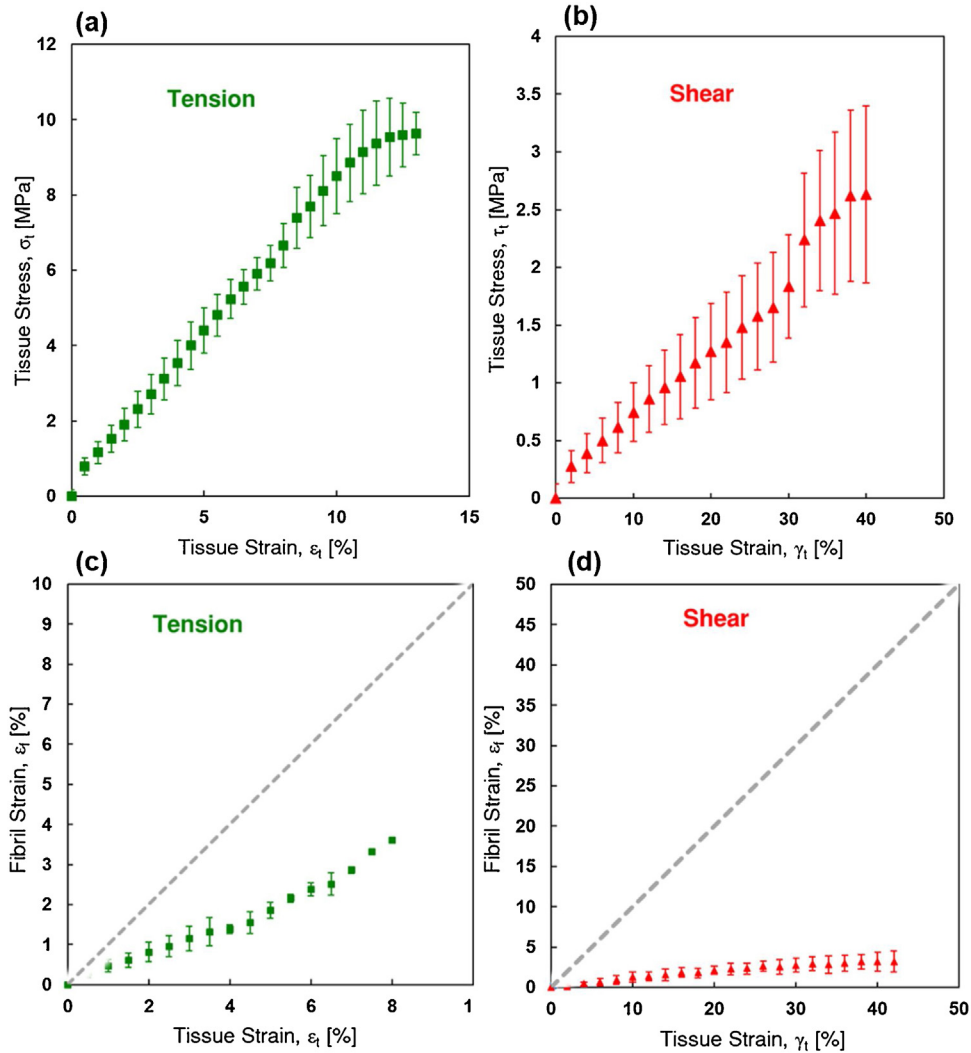 (a)
12
10
8
6
4
2
0
Tension
Tissue Stress, σt [MPa]
0 5 10 15
Tissue Strain, εt [%]
(b)
4
3.5
3
2.5
2
1.5
1
0.5
0
Shear
Tissue Stress, τt [MPa]
0 10 20 30 40 50
Tissue Strain, γt [%]
(c)
10
9
8
7
6
5
4
3
2
1
0
Tension
Fibril Strain, εf [%]
0 2 4 6 8 1
Tissue Strain, εt [%]
(d)
50
45
40
35
30
25
20
15
10
5
0
Shear
Fibril Strain, εf [%]
0 10 20 30 40 50
Tissue Strain, γt [%]